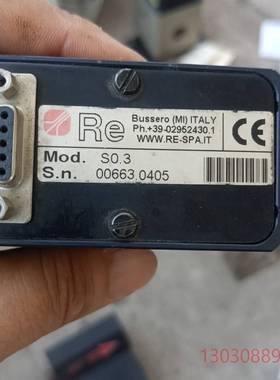 Re
Bussero (MI) ITALY
Ph.+39-02952430.1
WWW.RE-SPA.IT
CE
Mod. S0.3
S.n. 00663.0405
13030889